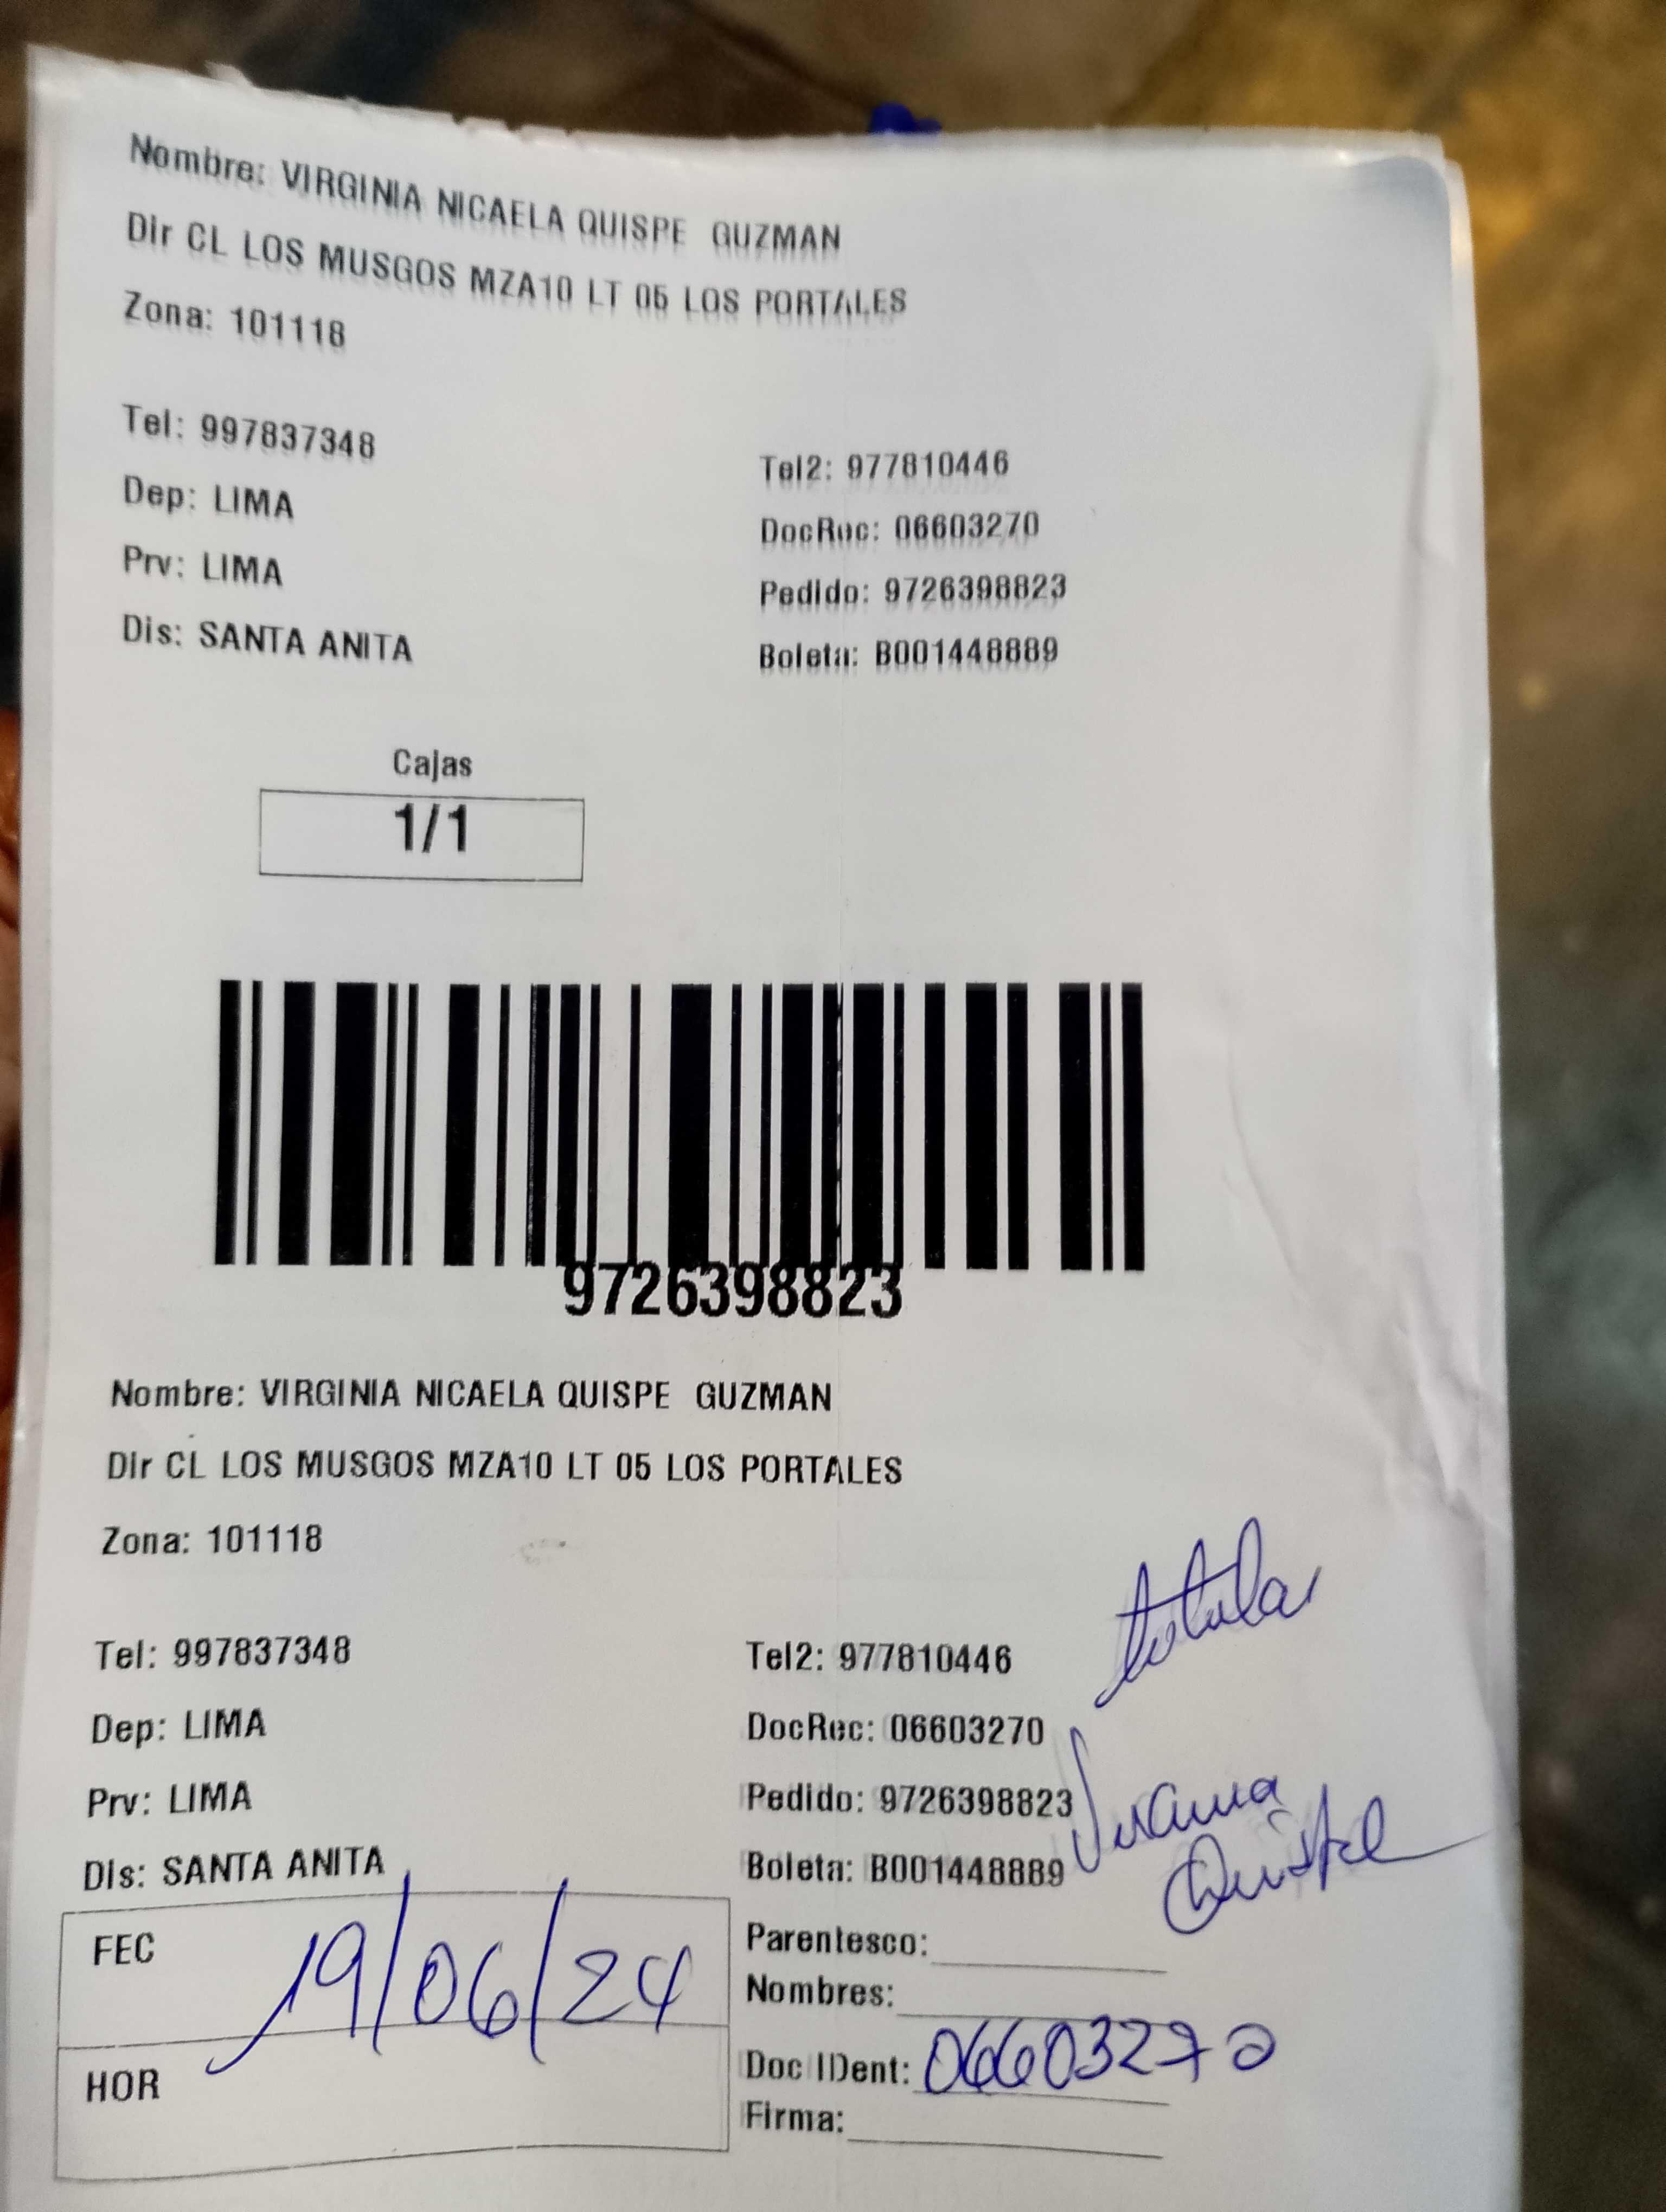 Nombre: VIRGINIA NICAELA QUISPE GUZMAN
Dir CL LOS MUSGOS MZA10 LT 05 LOS PORTALES
Zona: 101118
Tel: 997837348
Tel2: 977810446
Dep: LIMA
DocRec: 06603270
Prv: LIMA
Pedido: 9726398823
Dis: SANTA ANITA
Boleta: B001448889
Cajas
1/1
9726398823
Nombre: VIRGINIA NICAELA QUISPE GUZMAN
Dir CL LOS MUSGOS MZA10 LT 05 LOS PORTALES
Zona: 101118
titular
Tel: 997837348
Tel2: 977810446
Dep: LIMA
DocRec: 06603270
Prv: LIMA
Pedido: 9726398823
Dis: SANTA ANITA
Boleta: B001448889
Quispe
FEC 19/06/24
Parentesco:
Nombres:
HOR
Doc IDent: 06603270
Firma: